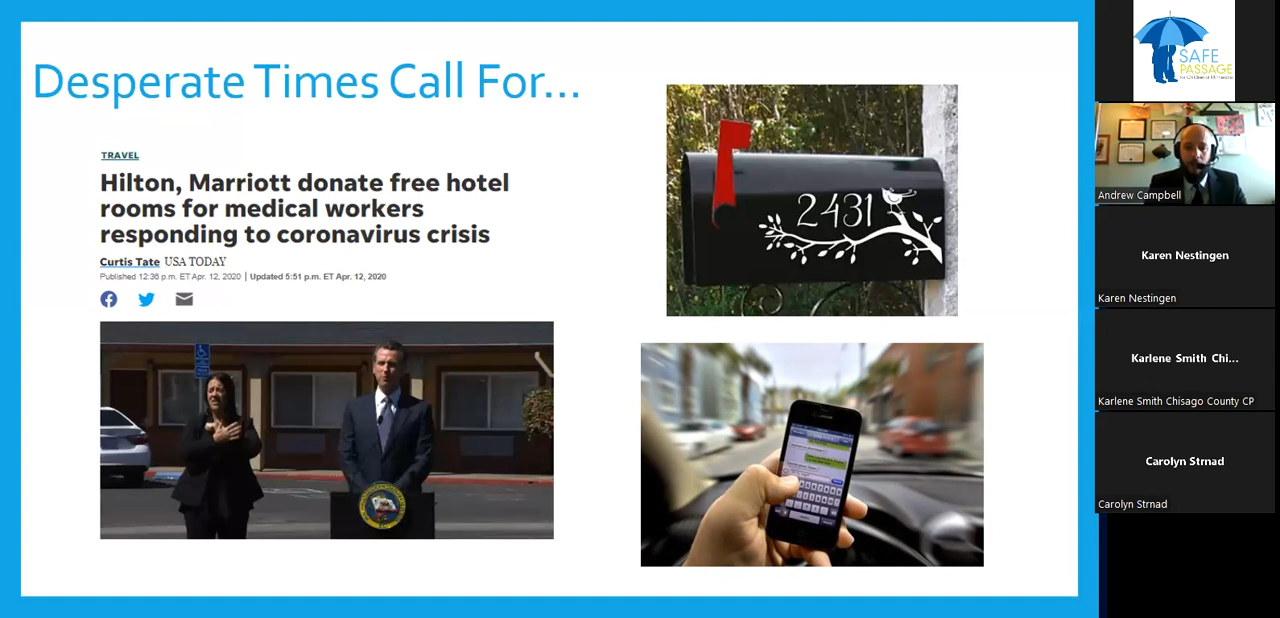 Desperate Times Call For...
TRAVEL
Hilton, Marriott donate free hotel
rooms for medical workers
responding to coronavirus crisis
Curtis Tate USA TODAY
Published 12:36 p.m. ET Apr. 12, 2020 | Updated 5:51 p.m. ET Apr. 12, 2020
2431
SAFE
PASSAGE
Andrew Campbell
Karen Nestingen
Karen Nestingen
Karlene Smith Chi...
Karlene Smith Chisago County CP
Carolyn Strnad
Carolyn Strnad